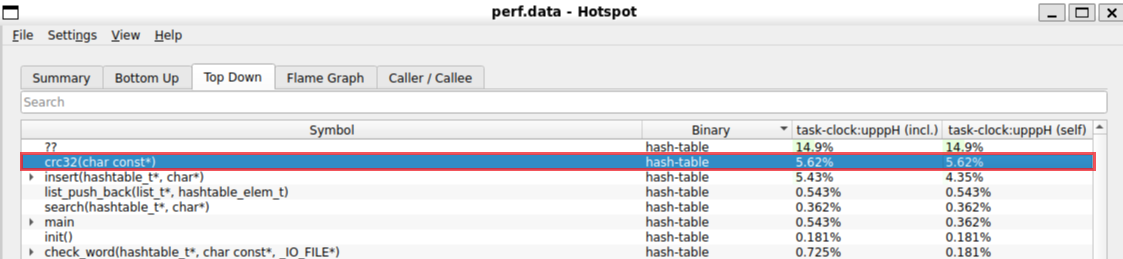 perf.data - Hotspot
File Settings View Help
Summary Bottom Up Top Down Flame Graph Caller / Callee
Search
Symbol Binary task-clock:upppH (incl.) task-clock:upppH (self)
?? hash-table 14.9% 14.9%
crc32(char const*) hash-table 5.62% 5.62%
insert(hashtable_t*, char*) hash-table 5.43% 4.35%
list_push_back(list_t*, hashtable_elem_t) hash-table 0.543% 0.543%
search(hashtable_t*, char*) hash-table 0.362% 0.362%
main hash-table 0.543% 0.362%
init() hash-table 0.181% 0.181%
check_word(hashtable_t*, char const*, _IO_FILE*) hash-table 0.725% 0.181%